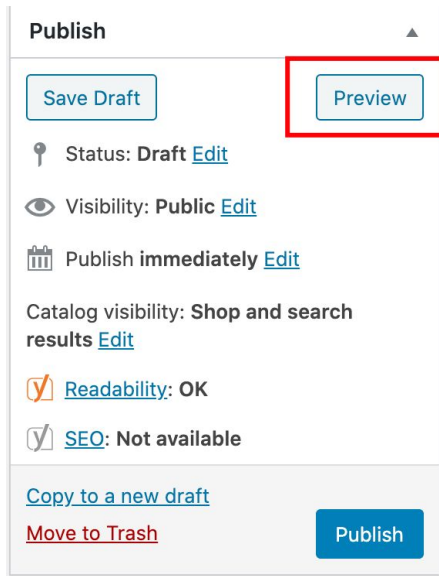 Publish
Save Draft
Preview
Status: Draft Edit
Visibility: Public Edit
Publish immediately Edit
Catalog visibility: Shop and search
results Edit
Readability: OK
SEO: Not available
Copy to a new draft
Move to Trash
Publish